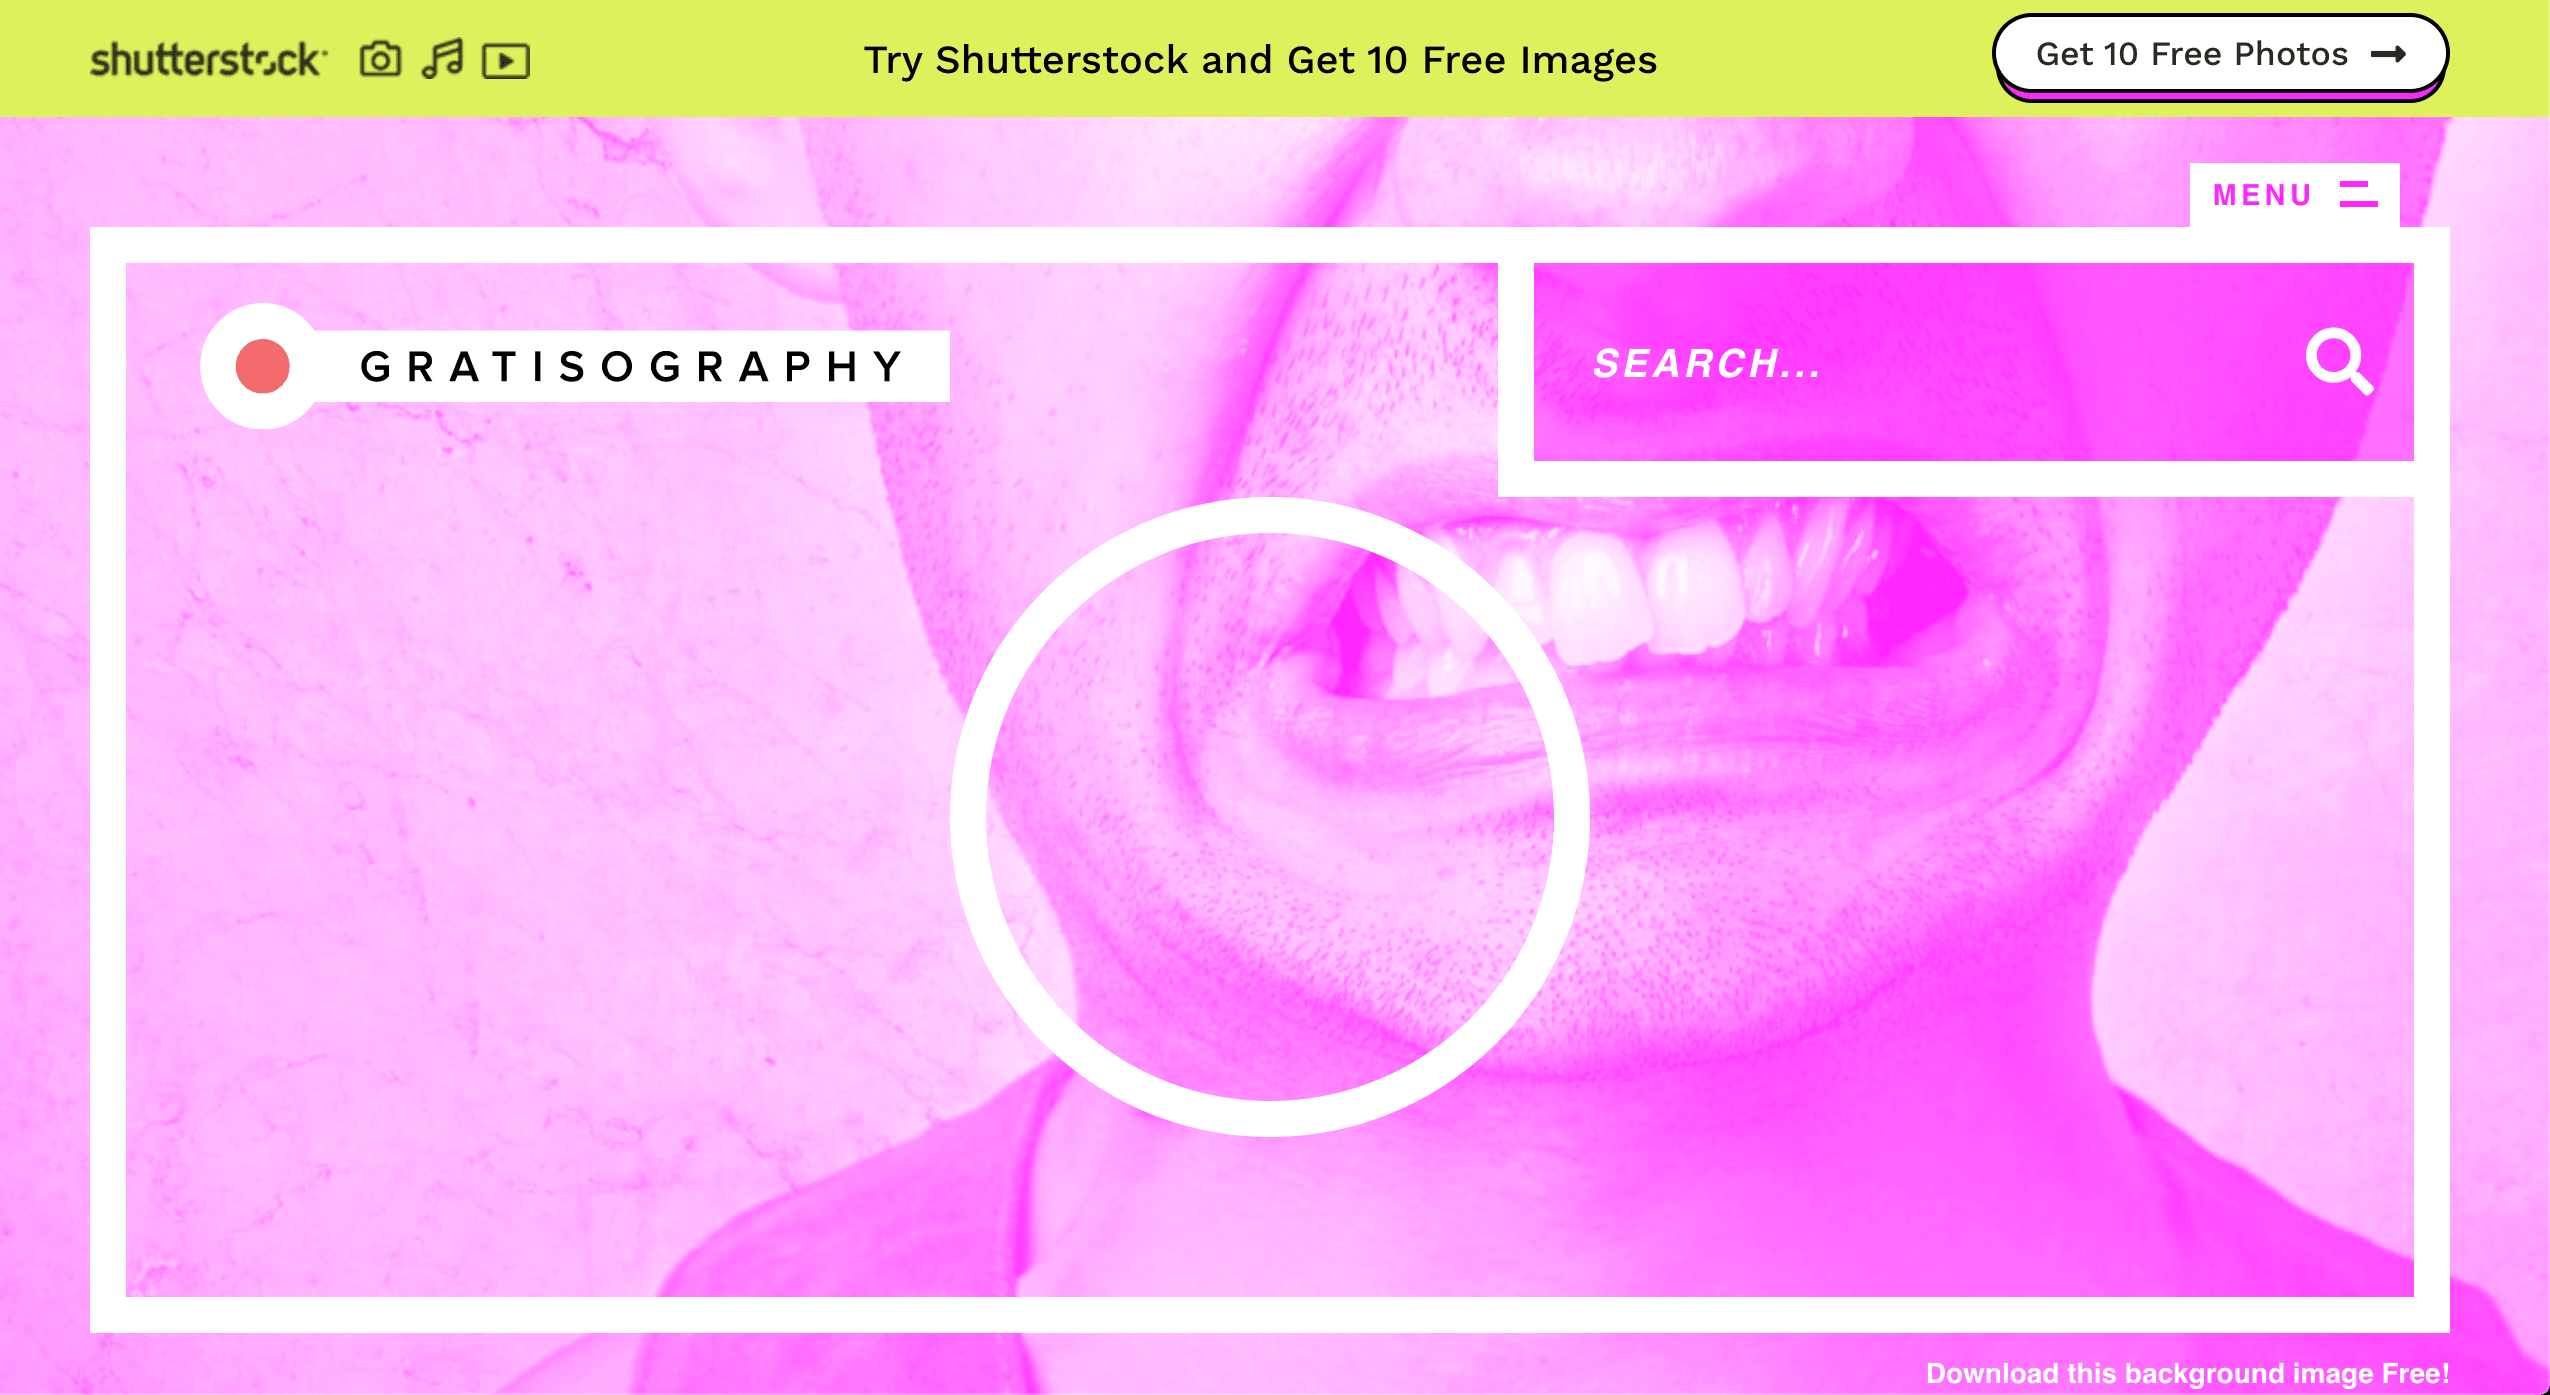 shutterstock
Try Shutterstock and Get 10 Free Images
Get 10 Free Photos
MENU
GRATISOGRAPHY
SEARCH...
Download this background image Free!